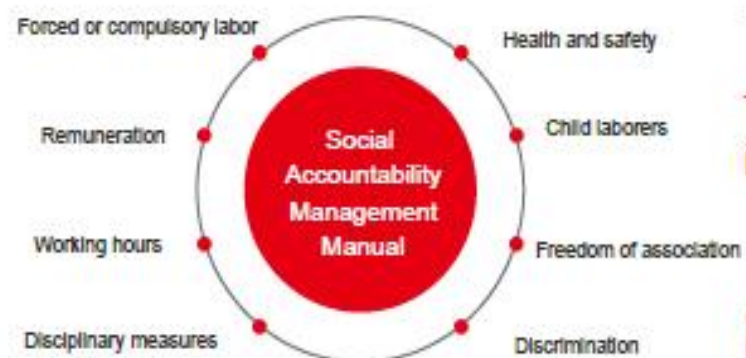 Forced or compulsory labor
Health and safety
Remuneration
Child laborers
Social
Accountability
Management
Manual
Working hours
Freedom of association
Disciplinary measures
Discrimination